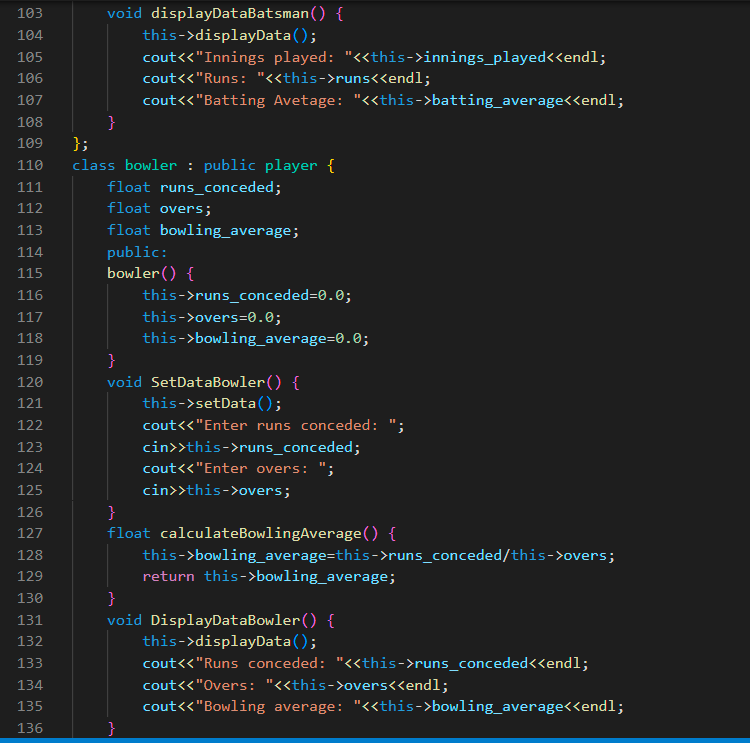 103 void displayDataBatsman() {
104 this->displayData();
105 cout<<"Innings played: "<<this->innings_played<<endl;
106 cout<<"Runs: "<<this->runs<<endl;
107 cout<<"Batting Avetage: "<<this->batting_average<<endl;
108 }
109 };
110 class bowler : public player {
111 float runs_conceded;
112 float overs;
113 float bowling_average;
114 public:
115 bowler() {
116 this->runs_conceded=0.0;
117 this->overs=0.0;
118 this->bowling_average=0.0;
119 }
120 void SetDataBowler() {
121 this->setData();
122 cout<<"Enter runs conceded: ";
123 cin>>this->runs_conceded;
124 cout<<"Enter overs: ";
125 cin>>this->overs;
126 }
127 float calculateBowlingAverage() {
128 this->bowling_average=this->runs_conceded/this->overs;
129 return this->bowling_average;
130 }
131 void DisplayDataBowler() {
132 this->displayData();
133 cout<<"Runs conceded: "<<this->runs_conceded<<endl;
134 cout<<"Overs: "<<this->overs<<endl;
135 cout<<"Bowling average: "<<this->bowling_average<<endl;
136 }